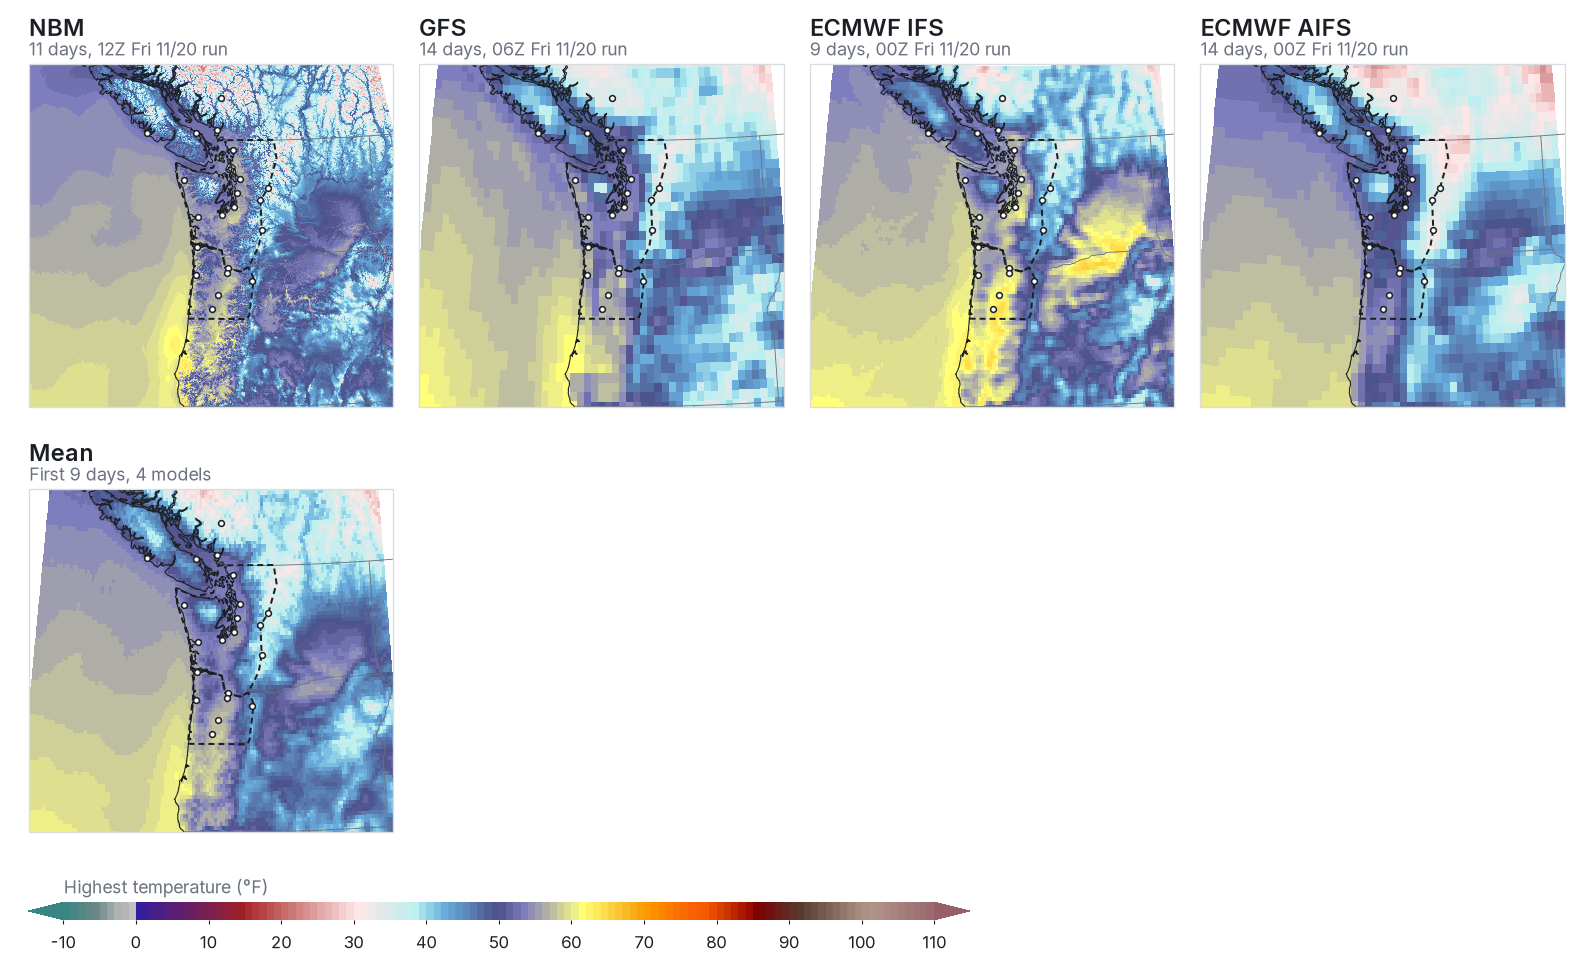 NBM
11 days, 12Z Fri 11/20 run
GFS
14 days, 06Z Fri 11/20 run
ECMWF IFS
9 days, 00Z Fri 11/20 run
ECMWF AIFS
14 days, 00Z Fri 11/20 run
Mean
First 9 days, 4 models
Highest temperature (°F)
-10 0 10 20 30 40 50 60 70 80 90 100 110